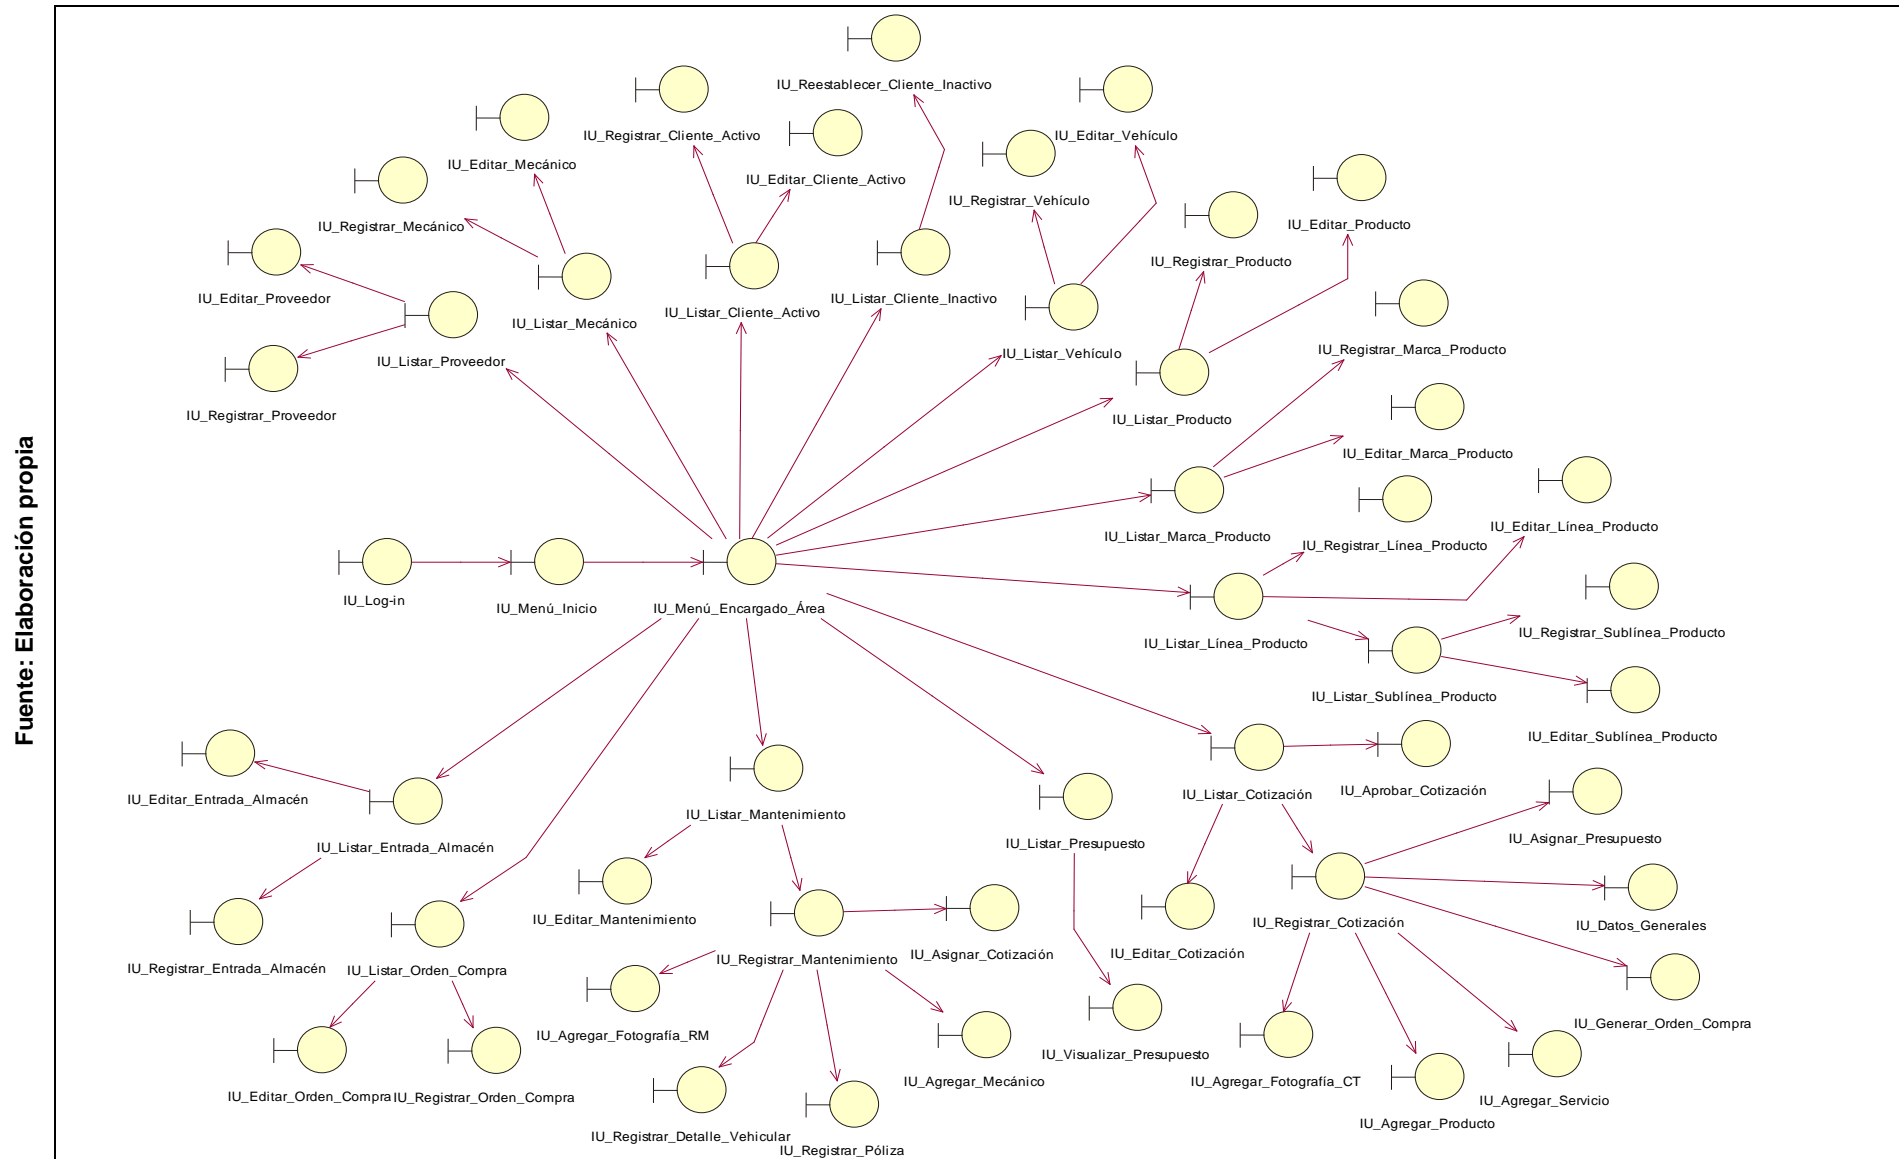 Fuente: Elaboración propia
IU_Reestablecer_Cliente_Inactivo
IU_Registrar_Cliente_Activo
IU_Editar_Vehículo
IU_Editar_Mecánico
IU_Editar_Cliente_Activo
IU_Registrar_Vehículo
IU_Registrar_Mecánico
IU_Editar_Producto
IU_Registrar_Producto
IU_Editar_Proveedor
IU_Listar_Cliente_Inactivo
IU_Listar_Cliente_Activo
IU_Listar_Mecánico
IU_Listar_Vehículo
IU_Registrar_Marca_Producto
IU_Listar_Proveedor
IU_Registrar_Proveedor
IU_Listar_Producto
IU_Editar_Marca_Producto
IU_Editar_Línea_Producto
IU_Listar_Marca_Producto
IU_Registrar_Línea_Producto
IU_Log-in
IU_Menú_Inicio
IU_Menú_Encargado_Área
IU_Registrar_Sublínea_Producto
IU_Listar_Línea_Producto
IU_Listar_Sublínea_Producto
IU_Editar_Sublínea_Producto
IU_Editar_Entrada_Almacén
IU_Listar_Cotización
IU_Aprobar_Cotización
IU_Listar_Mantenimiento
IU_Listar_Entrada_Almacén
IU_Listar_Presupuesto
IU_Asignar_Presupuesto
IU_Editar_Mantenimiento
IU_Registrar_Cotización
IU_Datos_Generales
IU_Registrar_Entrada_Almacén
IU_Listar_Orden_Compra
IU_Registrar_Mantenimiento
IU_Asignar_Cotización
IU_Editar_Cotización
IU_Generar_Orden_Compra
IU_Agregar_Fotografía_RM
IU_Visualizar_Presupuesto
IU_Agregar_Mecánico
IU_Agregar_Fotografía_CT
IU_Editar_Orden_Compra
IU_Registrar_Orden_Compra
IU_Agregar_Servicio
IU_Agregar_Producto
IU_Registrar_Detalle_Vehicular
IU_Registrar_Póliza